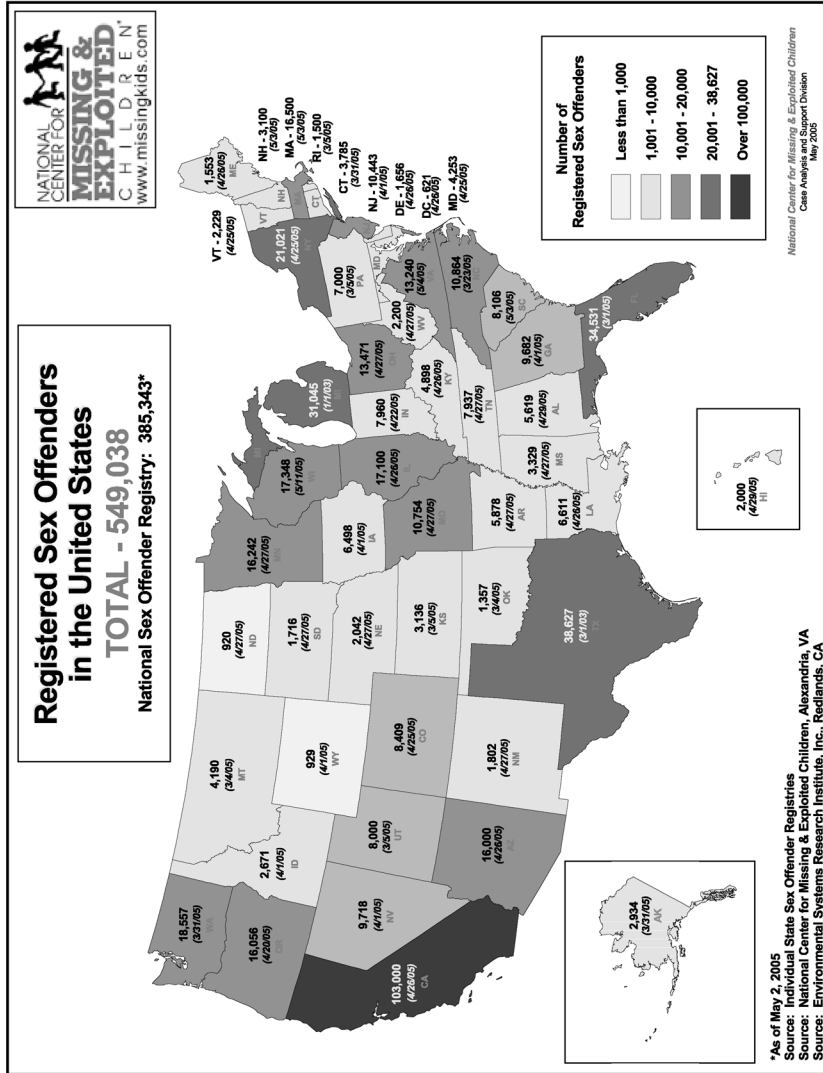 NATIONAL
CENTER FOR
MISSING &
EXPLOITED
CHILDREN®
www.missingkids.com
Registered Sex Offenders
in the United States
TOTAL - 549,038
National Sex Offender Registry: 385,343*
18,557
(3/31/05)
WA
16,056
(4/20/05)
OR
103,000
(4/26/05)
CA
2,671
(4/1/05)
ID
9,718
(4/1/05)
NV
4,190
(3/4/05)
MT
929
(4/1/05)
WY
8,000
(3/5/05)
UT
16,000
(4/26/05)
AZ
8,409
(4/25/05)
CO
1,802
(4/27/05)
NM
920
(4/27/05)
ND
1,716
(4/27/05)
SD
2,042
(4/27/05)
NE
3,136
(3/5/05)
KS
1,357
(3/4/05)
OK
38,627
(3/1/03)
TX
16,242
(4/27/05)
MN
6,498
(4/1/05)
IA
10,754
(4/27/05)
MO
5,878
(4/27/05)
AR
6,611
(4/26/05)
LA
17,348
(5/11/05)
WI
17,100
(4/26/05)
IL
MI
31,045
(1/1/03)
MI
7,960
(4/22/05)
IN
13,471
(4/27/05)
OH
4,898
(4/26/05)
KY
7,937
(4/27/05)
TN
3,329
(4/27/05)
MS
5,619
(4/29/05)
AL
9,682
(4/1/05)
GA
34,531
(3/1/05)
FL
8,106
(5/3/05)
SC
10,864
(3/23/05)
NC
13,240
(5/4/05)
2,200
(4/27/05)
WV
7,000
(3/5/05)
PA
MD
21,021
(4/25/05)
NY
VT - 2,229
(4/25/05)
VT
NH
MA
CT
1,553
(4/26/05)
ME
NH - 3,100
(5/3/05)
MA - 16,500
(5/3/05)
RI - 1,500
(3/5/05)
CT - 3,785
(3/31/05)
NJ - 10,443
(4/1/05)
DE - 1,656
(4/26/05)
DC - 621
(4/26/05)
MD - 4,253
(4/25/05)
2,934
(3/31/05)
AK
2,000
(4/29/05)
HI
Number of
Registered Sex Offenders
Less than 1,000
1,001 - 10,000
10,001 - 20,000
20,001 - 38,627
Over 100,000
National Center for Missing & Exploited Children
Case Analysis and Support Division
May 2005
*As of May 2, 2005
Source: Individual State Sex Offender Registries
Source: National Center for Missing & Exploited Children, Alexandria, VA
Source: Environmental Systems Research Institute, Inc., Redlands, CA